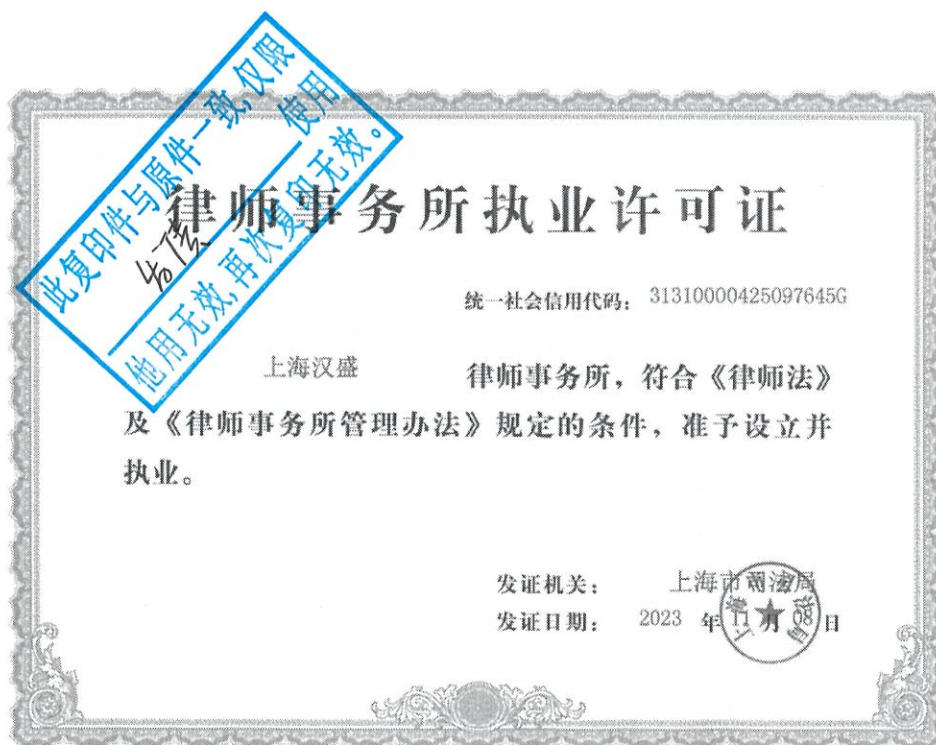 此复印件与原件一致,仅限
使用
他用无效,再次复印无效。
律师事务所执业许可证
统一社会信用代码： 31310000425097645G
上海汉盛 律师事务所，符合《律师法》
及《律师事务所管理办法》规定的条件，准予设立并
执业。
发证机关： 上海市司法局
发证日期： 2023 年 11 月 08 日